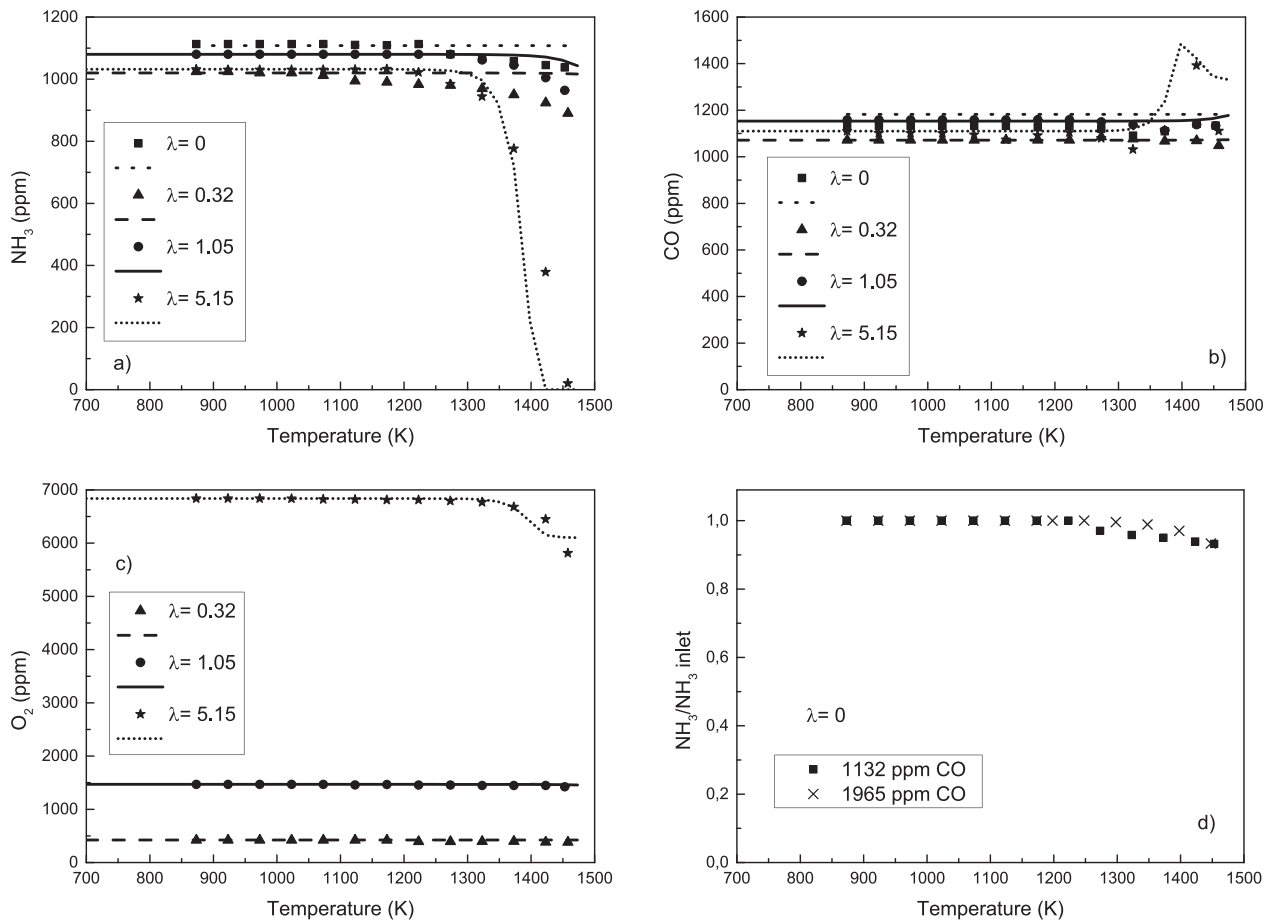 1200
1000
800
600
400
200
0
NH₃ (ppm)
λ= 0
λ= 0.32
λ= 1.05
λ= 5.15
a)
700 800 900 1000 1100 1200 1300 1400 1500
Temperature (K)
1600
1400
1200
1000
800
600
400
200
0
CO (ppm)
λ= 0
λ= 0.32
λ= 1.05
λ= 5.15
b)
700 800 900 1000 1100 1200 1300 1400 1500
Temperature (K)
7000
6000
5000
4000
3000
2000
1000
0
O₂ (ppm)
c)
λ= 0.32
λ= 1.05
λ= 5.15
700 800 900 1000 1100 1200 1300 1400 1500
Temperature (K)
1,0
0,8
0,6
0,4
0,2
0,0
NH₃/NH₃ inlet
λ= 0
1132 ppm CO
1965 ppm CO
d)
700 800 900 1000 1100 1200 1300 1400 1500
Temperature (K)